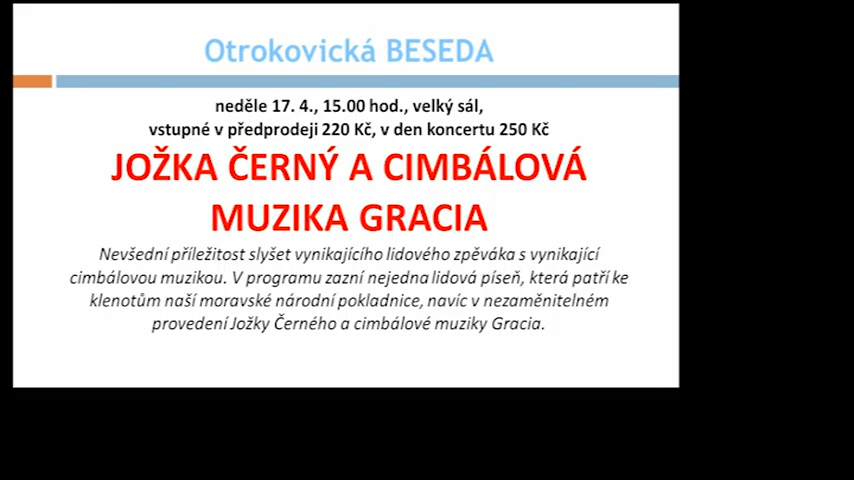 Otrokovická BESEDA
neděle 17. 4., 15.00 hod., velký sál,
vstupné v předprodeji 220 Kč, v den koncertu 250 Kč
JOŽKA ČERNÝ A CIMBÁLOVÁ
MUZIKA GRACIA
Nevšední příležitost slyšet vynikajícího lidového zpěváka s vynikající
cimbálovou muzikou. V programu zazní nejedna lidová píseň, která patří ke
klenotům naší moravské národní pokladnice, navíc v nezaměnitelném
provedení Jožky Černého a cimbálové muziky Gracia.